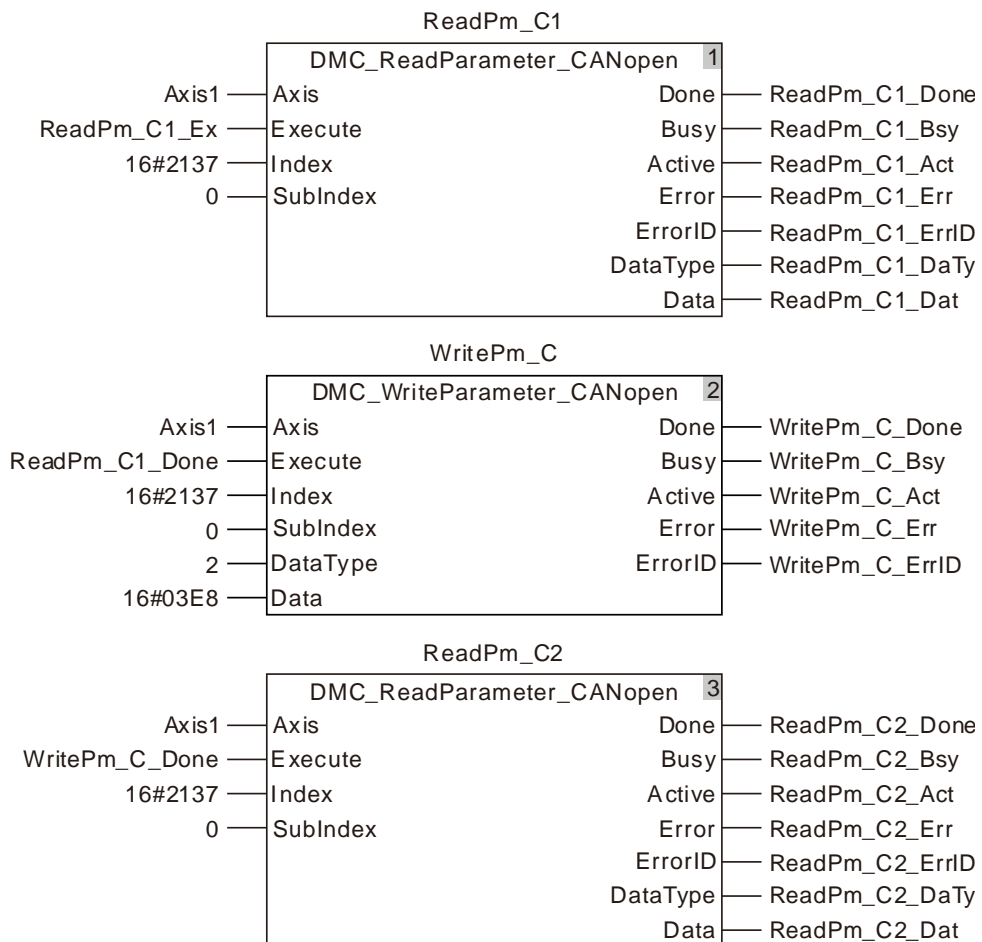 ReadPm_C1
DMC_ReadParameter_CANopen 1
Axis1 Axis Done ReadPm_C1_Done
ReadPm_C1_Ex Execute Busy ReadPm_C1_Bsy
16#2137 Index Active ReadPm_C1_Act
0 SubIndex Error ReadPm_C1_Err
ErrorID ReadPm_C1_ErrID
DataType ReadPm_C1_DaTy
Data ReadPm_C1_Dat
WritePm_C
DMC_WriteParameter_CANopen 2
Axis1 Axis Done WritePm_C_Done
ReadPm_C1_Done Execute Busy WritePm_C_Bsy
16#2137 Index Active WritePm_C_Act
0 SubIndex Error WritePm_C_Err
2 DataType ErrorID WritePm_C_ErrID
16#03E8 Data
ReadPm_C2
DMC_ReadParameter_CANopen 3
Axis1 Axis Done ReadPm_C2_Done
WritePm_C_Done Execute Busy ReadPm_C2_Bsy
16#2137 Index Active ReadPm_C2_Act
0 SubIndex Error ReadPm_C2_Err
ErrorID ReadPm_C2_ErrID
DataType ReadPm_C2_DaTy
Data ReadPm_C2_Dat